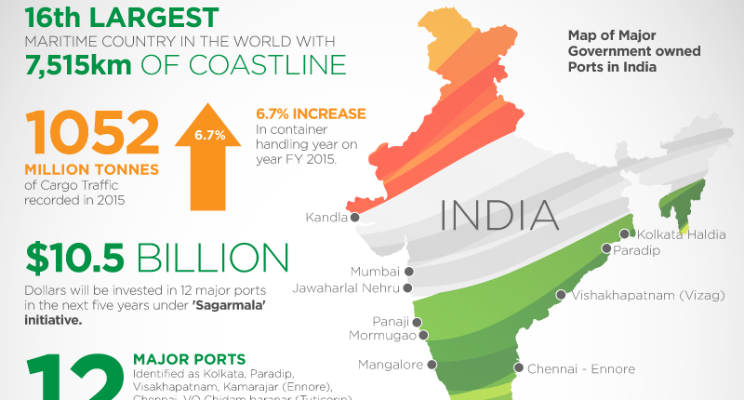 16th LARGEST
MARITIME COUNTRY IN THE WORLD WITH
7,515km OF COASTLINE
1052
MILLION TONNES
of Cargo Traffic
recorded in 2015
6.7%
6.7% INCREASE
In container
handling year on
year FY 2015.
$10.5 BILLION
Dollars will be invested in 12 major ports
in the next five years under 'Sagarmala'
initiative.
12
MAJOR PORTS
Identified as Kolkata, Paradip,
Visakhapatnam, Kamarajar (Ennore),
Chennai, VO Chidambaranar (Tuticorin)
Map of Major
Government owned
Ports in India
INDIA
Kandla
Mumbai
Jawaharlal Nehru
Panaji
Mormugao
Mangalore
Kolkata Haldia
Paradip
Vishakhapatnam (Vizag)
Chennai - Ennore